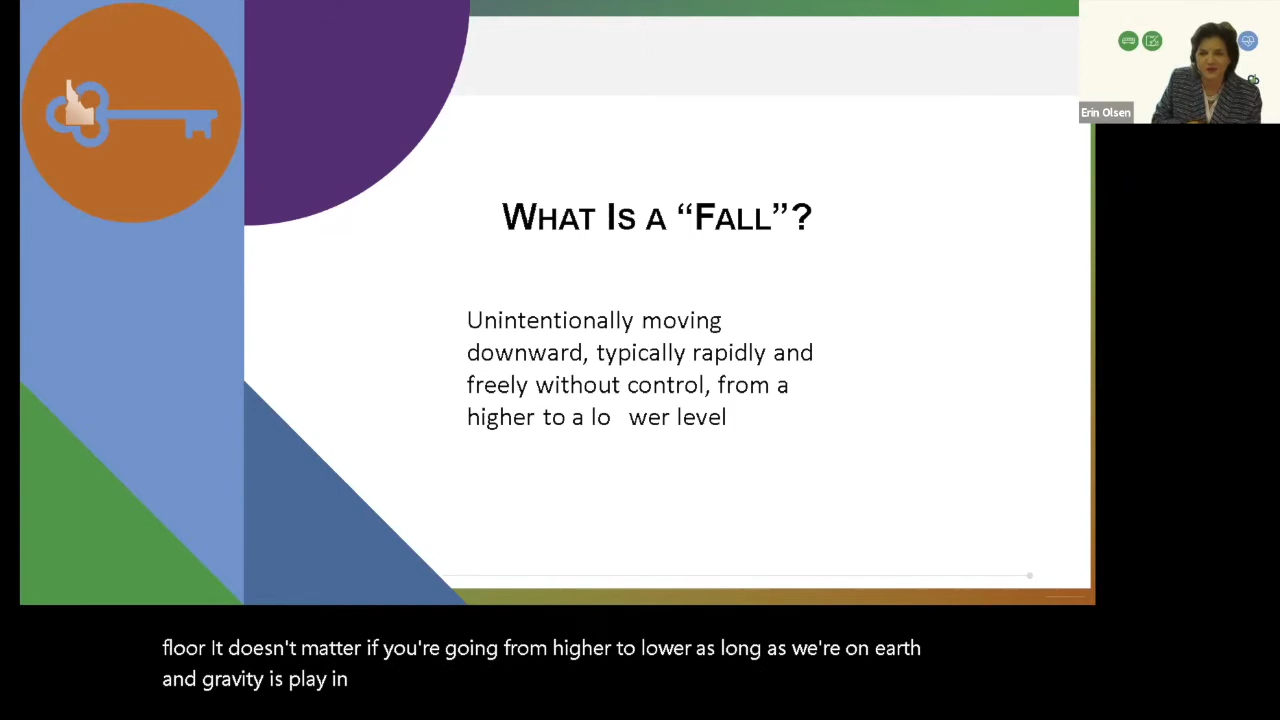 Erin Olsen
What Is a “Fall”?
Unintentionally moving
downward, typically rapidly and
freely without control, from a
higher to a lo wer level
floor It doesn't matter if you're going from higher to lower as long as we're on earth
and gravity is play in